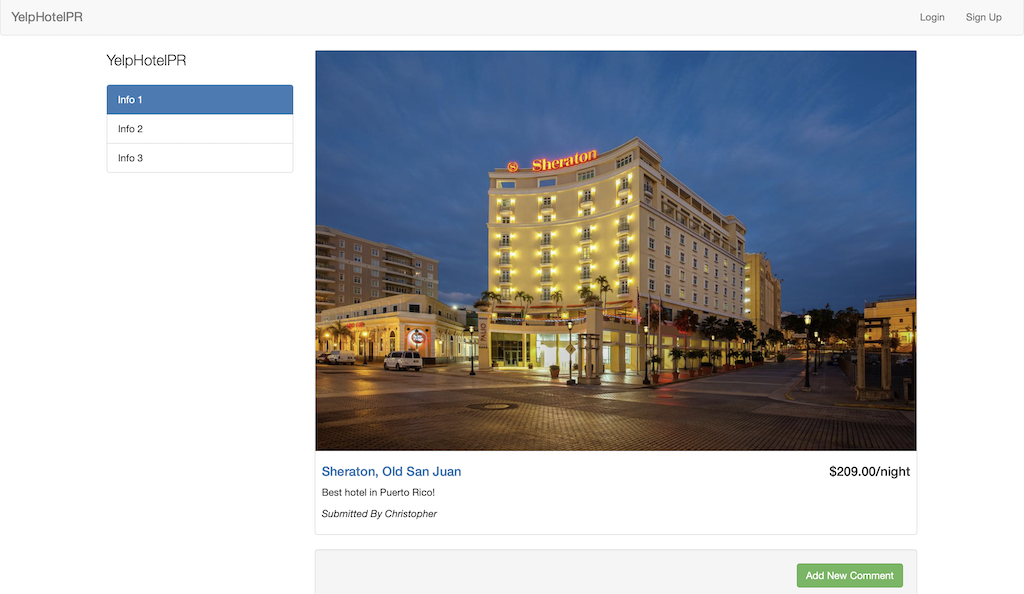 YelpHotelPR
Login
Sign Up
YelpHotelPR
Info 1
Info 2
Info 3
Sheraton
Sheraton, Old San Juan
$209.00/night
Best hotel in Puerto Rico!
Submitted By Christopher
Add New Comment